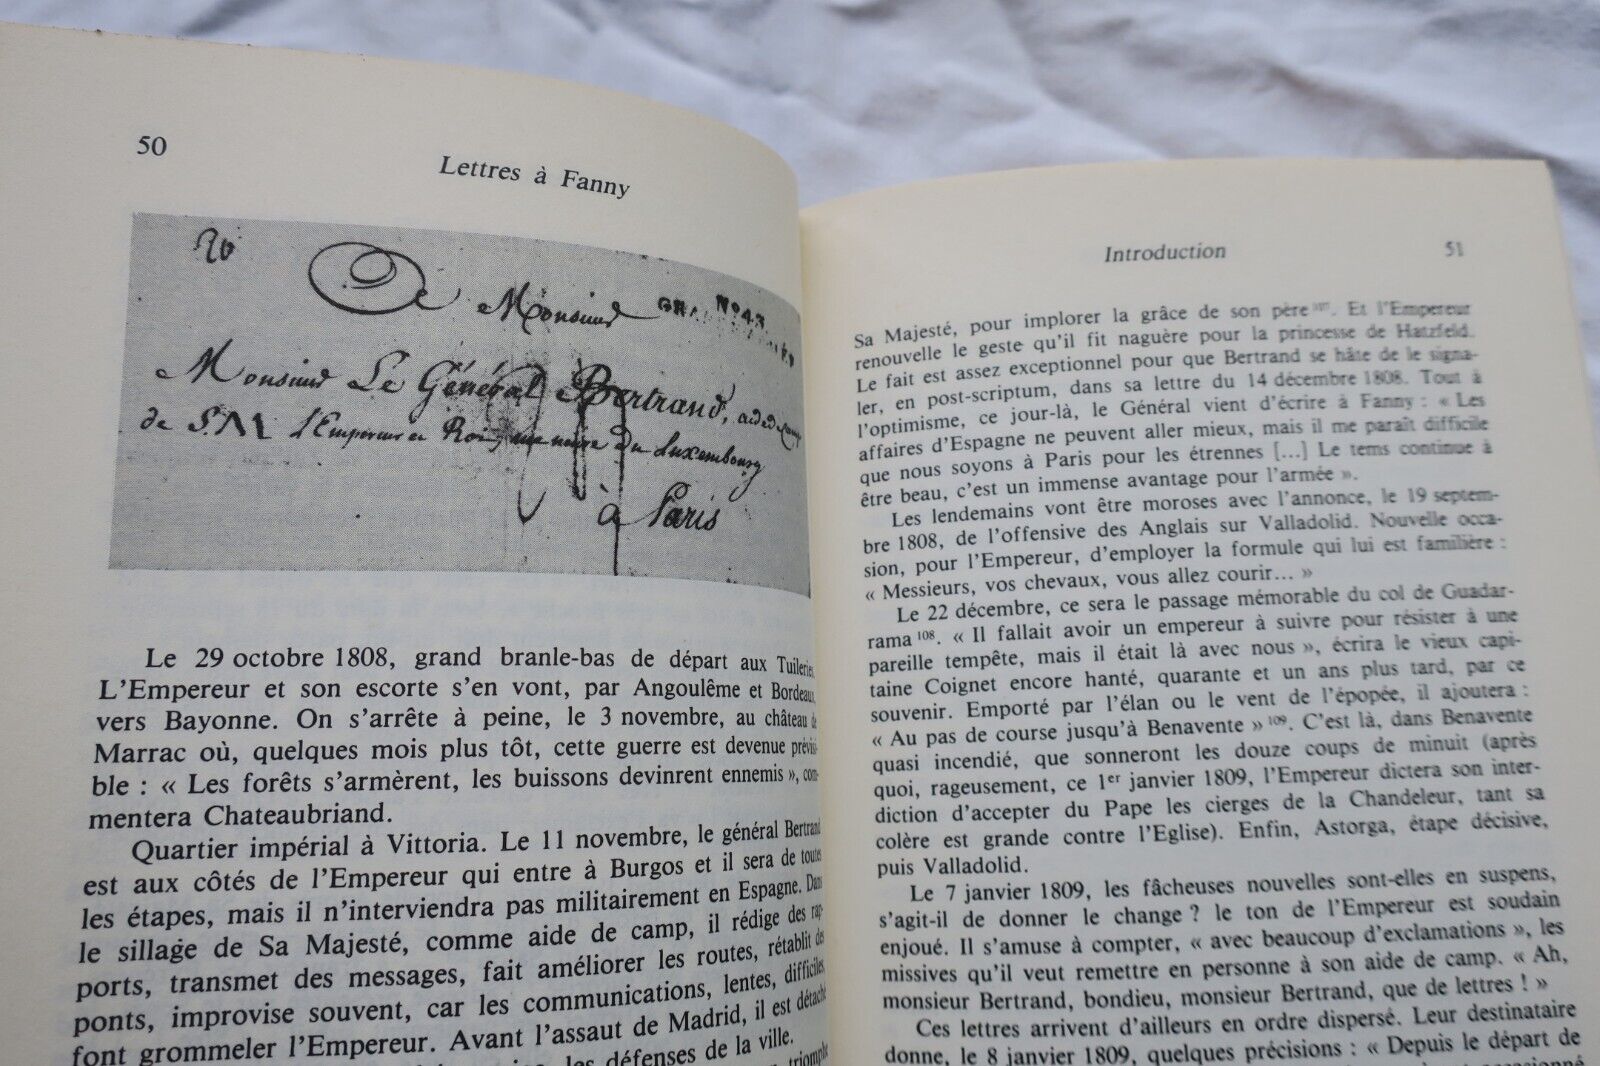 50
Lettres à Fanny
20
De Monsieur
No 43
GRA
Monsieur Le Général Bertrand, aide de camp
de S. M L'Empereur et Roi, rue neuve du Luxembourg
à Paris
Le 29 octobre 1808, grand branle-bas de départ aux Tuileries.
L'Empereur et son escorte s'en vont, par Angoulême et Bordeaux,
vers Bayonne. On s'arrête à peine, le 3 novembre, au château de
Marrac où, quelques mois plus tôt, cette guerre est devenue prévisi-
ble : « Les forêts s'armèrent, les buissons devinrent ennemis », com-
mentera Chateaubriand.
Quartier impérial à Vittoria. Le 11 novembre, le général Bertrand
est aux côtés de l'Empereur qui entre à Burgos et il sera de toutes
les étapes, mais il n'interviendra pas militairement en Espagne. Dans
le sillage de Sa Majesté, comme aide de camp, il rédige des rap-
ports, transmet des messages, fait améliorer les routes, rétablit des
ponts, improvise souvent, car les communications, lentes, difficiles,
font grommeler l'Empereur. Avant l'assaut de Madrid, il est détaché
les défenses de la ville.
triomphe
Introduction
51
Sa Majesté, pour implorer la grâce de son père 107. Et l'Empereur
renouvelle le geste qu'il fit naguère pour la princesse de Hatzfeld.
Le fait est assez exceptionnel pour que Bertrand se hâte de le signa-
ler, en post-scriptum, dans sa lettre du 14 décembre 1808. Tout à
l'optimisme, ce jour-là, le Général vient d'écrire à Fanny : « Les
affaires d'Espagne ne peuvent aller mieux, mais il me paraît difficile
que nous soyons à Paris pour les étrennes [...] Le tems continue à
être beau, c'est un immense avantage pour l'armée ».
Les lendemains vont être moroses avec l'annonce, le 19 septem-
bre 1808, de l'offensive des Anglais sur Valladolid. Nouvelle occa-
sion, pour l'Empereur, d'employer la formule qui lui est familière :
« Messieurs, vos chevaux, vous allez courir... »
Le 22 décembre, ce sera le passage mémorable du col de Guadar-
rama 108. « Il fallait avoir un empereur à suivre pour résister à une
pareille tempête, mais il était là avec nous », écrira le vieux capi-
taine Coignet encore hanté, quarante et un ans plus tard, par ce
souvenir. Emporté par l'élan ou le vent de l'épopée, il ajoutera :
« Au pas de course jusqu'à Benavente » 109. C'est là, dans Benavente
quasi incendié, que sonneront les douze coups de minuit (après
quoi, rageusement, ce 1er janvier 1809, l'Empereur dictera son inter-
diction d'accepter du Pape les cierges de la Chandeleur, tant sa
colère est grande contre l'Eglise). Enfin, Astorga, étape décisive,
puis Valladolid.
Le 7 janvier 1809, les fâcheuses nouvelles sont-elles en suspens,
s'agit-il de donner le change ? le ton de l'Empereur est soudain
enjoué. Il s'amuse à compter, « avec beaucoup d'exclamations », les
missives qu'il veut remettre en personne à son aide de camp. « Ah,
monsieur Bertrand, bondieu, monsieur Bertrand, que de lettres ! »
Ces lettres arrivent d'ailleurs en ordre dispersé. Leur destinataire
donne, le 8 janvier 1809, quelques précisions : « Depuis le départ de